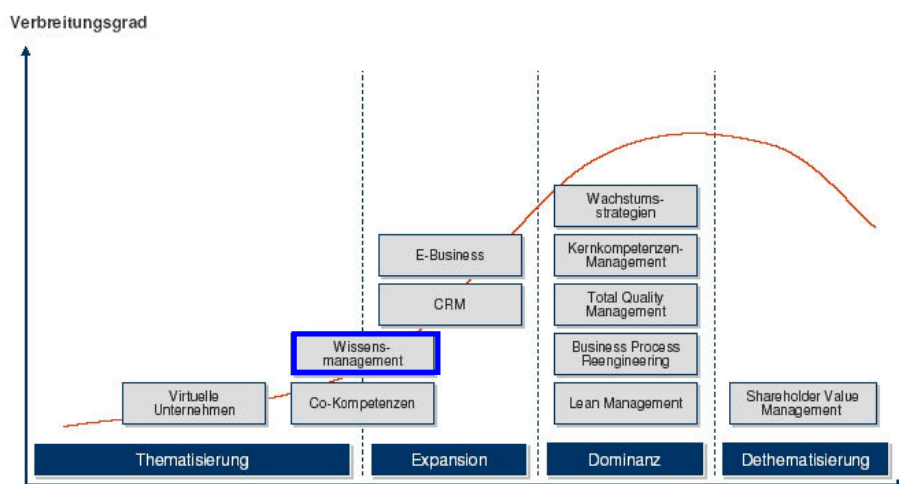 Verbreitungsgrad
Wachstums-
strategien
E-Business
Kernkompetenzen-
Management
CRM
Total Quality
Management
Wissens-
management
Business Process
Reengineering
Virtuelle
Unternehmen
Co-Kompetenzen
Lean Management
Shareholder Value
Management
Thematisierung
Expansion
Dominanz
Dethematisierung